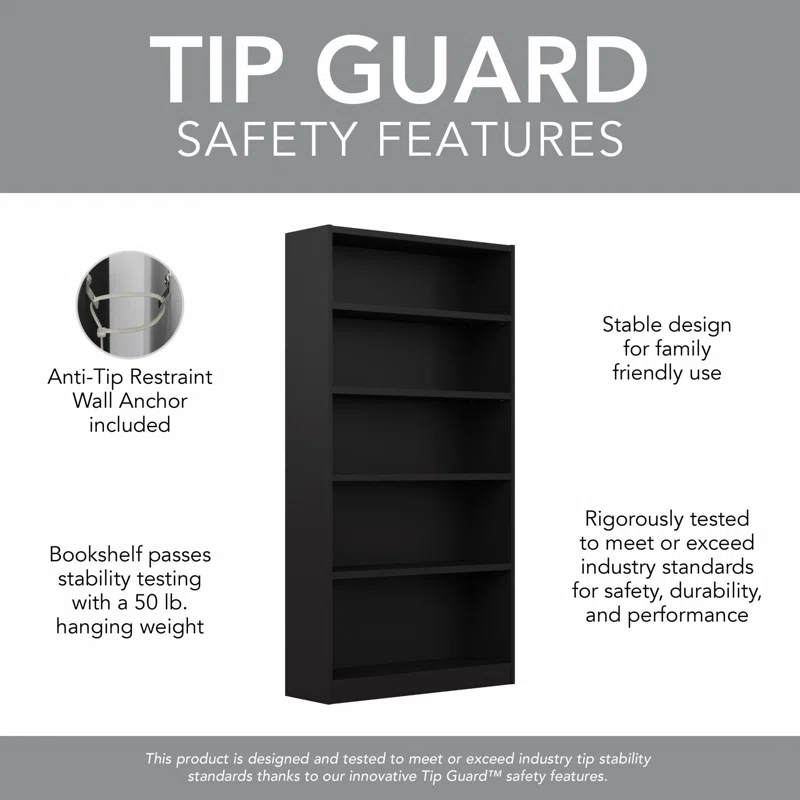 TIP GUARD
SAFETY FEATURES
Anti-Tip Restraint
Wall Anchor
included
Stable design
for family
friendly use
Bookshelf passes
stability testing
with a 50 lb.
hanging weight
Rigorously tested
to meet or exceed
industry standards
for safety, durability,
and performance
This product is designed and tested to meet or exceed industry tip stability
standards thanks to our innovative Tip Guard™ safety features.